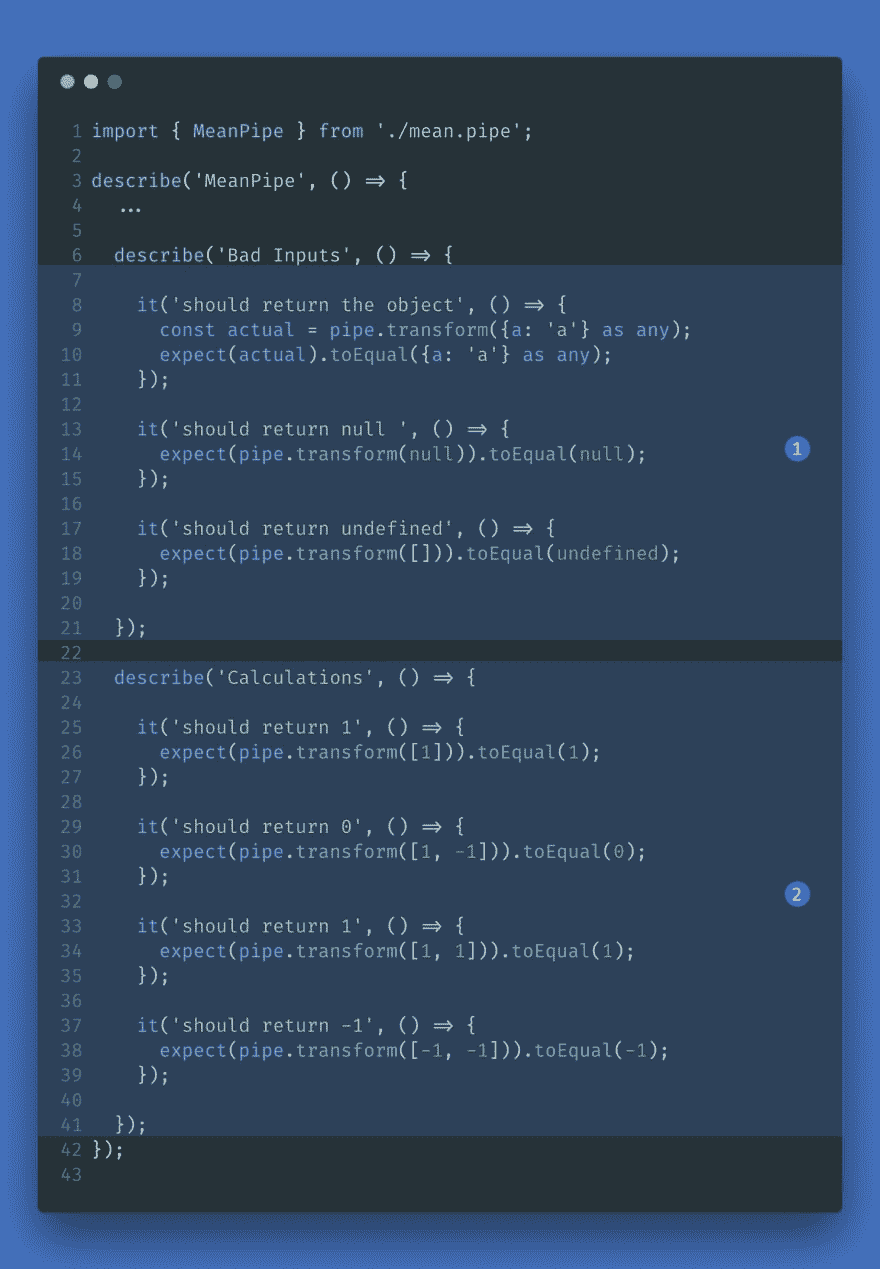 1 import { MeanPipe } from './mean.pipe';
2
3 describe('MeanPipe', () => {
4   ...
5
6   describe('Bad Inputs', () => {
7
8     it('should return the object', () => {
9       const actual = pipe.transform({a: 'a'} as any);
10       expect(actual).toEqual({a: 'a'} as any);
11     });
12
13     it('should return null ', () => {
14       expect(pipe.transform(null)).toEqual(null);
15     });
16
17     it('should return undefined', () => {
18       expect(pipe.transform([])).toEqual(undefined);
19     });
20
21   });
22
23   describe('Calculations', () => {
24
25     it('should return 1', () => {
26       expect(pipe.transform([1])).toEqual(1);
27     });
28
29     it('should return 0', () => {
30       expect(pipe.transform([1, -1])).toEqual(0);
31     });
32
33     it('should return 1', () => {
34       expect(pipe.transform([1, 1])).toEqual(1);
35     });
36
37     it('should return -1', () => {
38       expect(pipe.transform([-1, -1])).toEqual(-1);
39     });
40
41   });
42 });
43
1
2